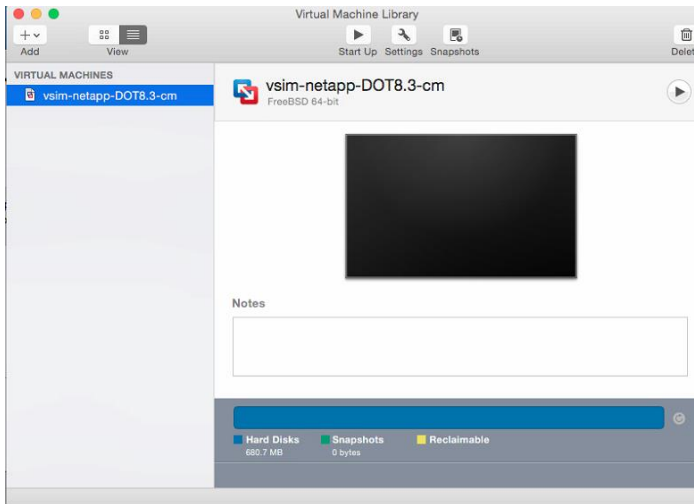 Virtual Machine Library
Add View Start Up Settings Snapshots Delet
VIRTUAL MACHINES
vsim-netapp-DOT8.3-cm
vsim-netapp-DOT8.3-cm
FreeBSD 64-bit
Notes
Hard Disks Snapshots Reclaimable
680.7 MB 0 bytes